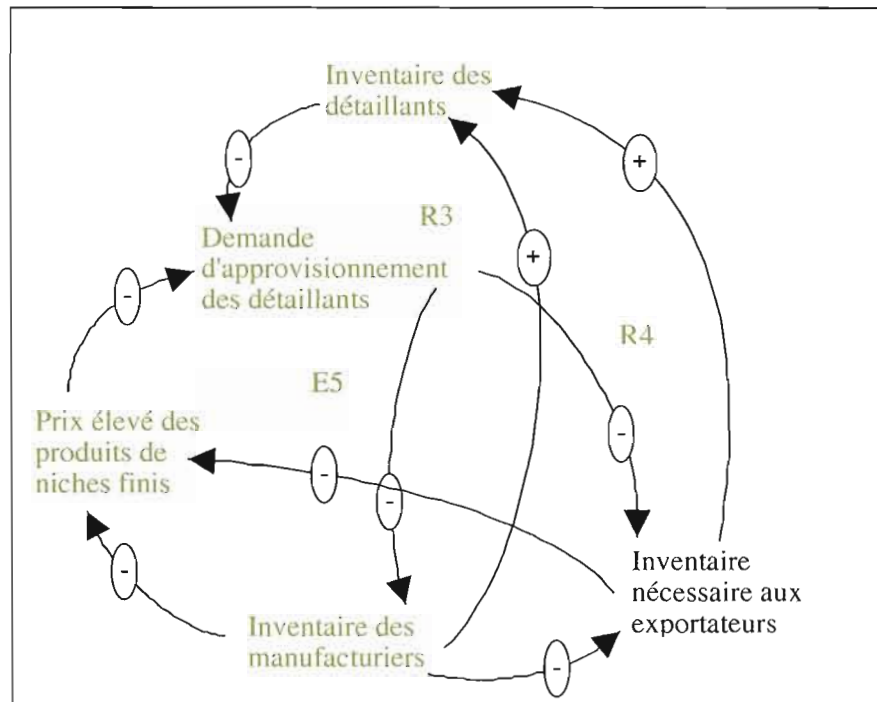 Inventaire des
détaillants
-
+
R3
Demande
d'approvisionnement
des détaillants
+
-
R4
E5
Prix élevé des
produits de
niches finis
-
-
-
-
Inventaire
nécessaire aux
exportateurs
Inventaire des
manufacturiers
-